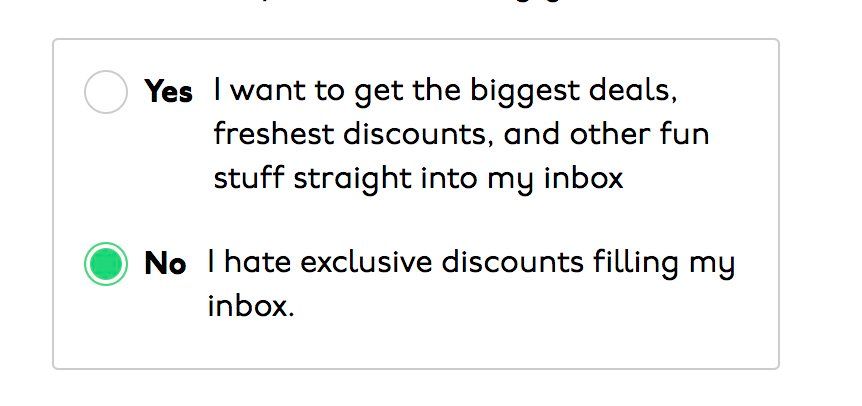 Yes I want to get the biggest deals,
freshest discounts, and other fun
stuff straight into my inbox
No I hate exclusive discounts filling my
inbox.